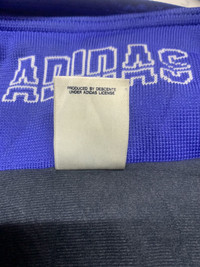 ADIDAS
PRODUCED BY DESCENTE
UNDER ADIDAS LICENSE